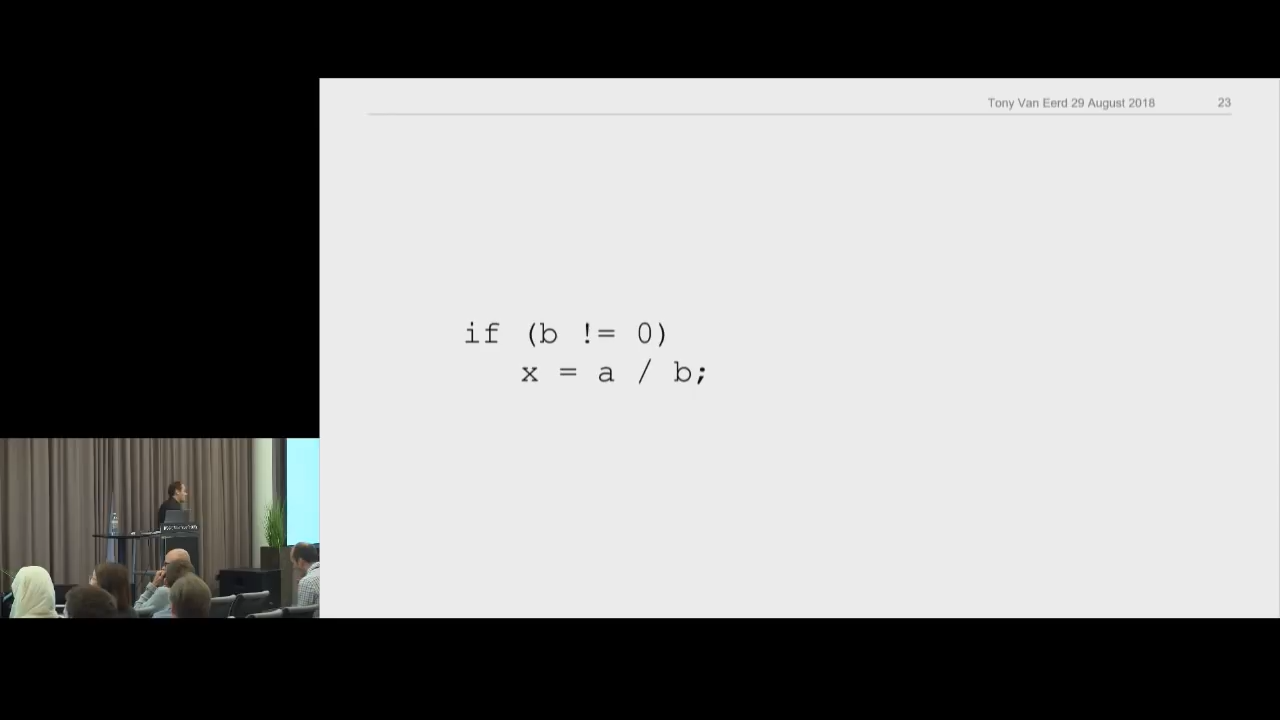 Tony Van Eerd 29 August 2018 23
if (b != 0)
x = a / b;